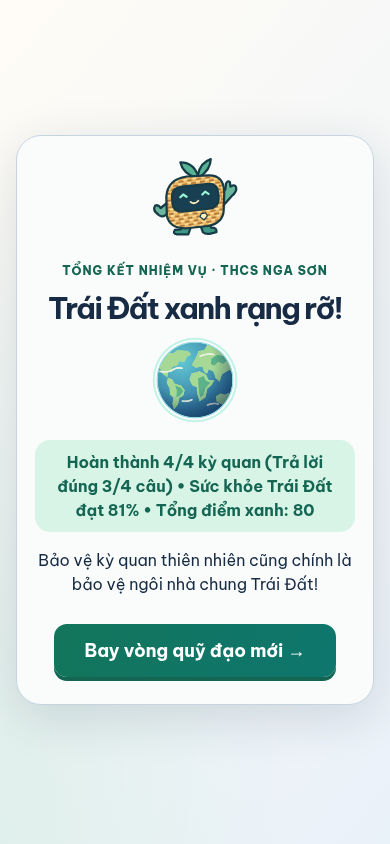 TỔNG KẾT NHIỆM VỤ · THCS NGA SƠN
Trái Đất xanh rạng rỡ!
Hoàn thành 4/4 kỳ quan (Trả lời
đúng 3/4 câu) • Sức khỏe Trái Đất
đạt 81% • Tổng điểm xanh: 80
Bảo vệ kỳ quan thiên nhiên cũng chính là
bảo vệ ngôi nhà chung Trái Đất!
Bay vòng quỹ đạo mới →